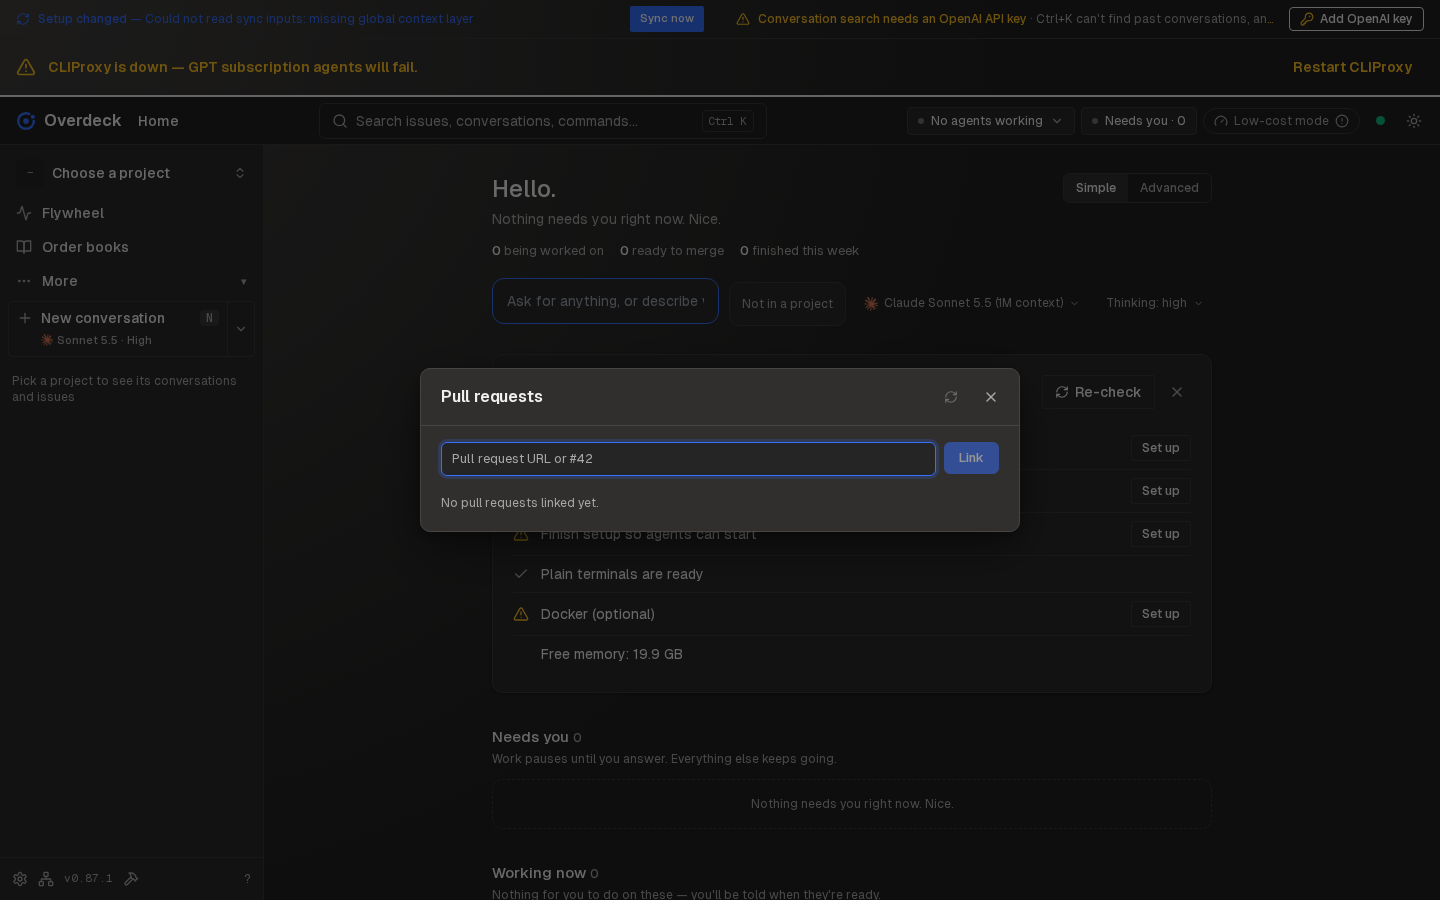 Setup changed — Could not read sync inputs: missing global context layer
Sync now
Conversation search needs an OpenAI API key · Ctrl+K can't find past conversations, an...
Add OpenAI key
CLIProxy is down — GPT subscription agents will fail.
Restart CLIProxy
Overdeck
Home
Search issues, conversations, commands...
Ctrl K
No agents working
Needs you · 0
Low-cost mode
Choose a project
Flywheel
Order books
More
New conversation
N
Sonnet 5.5 · High
Pick a project to see its conversations
and issues
Hello.
Simple
Advanced
Nothing needs you right now. Nice.
0 being worked on
0 ready to merge
0 finished this week
Ask for anything, or describe
Not in a project
Claude Sonnet 5.5 (1M context)
Thinking: high
Pull requests
Re-check
Pull request URL or #42
Link
No pull requests linked yet.
Set up
Set up
Finish setup so agents can start
Set up
Plain terminals are ready
Docker (optional)
Set up
Free memory: 19.9 GB
Needs you 0
Work pauses until you answer. Everything else keeps going.
Nothing needs you right now. Nice.
Working now 0
Nothing for you to do on these — you'll be told when they're ready.
v0.87.1
?